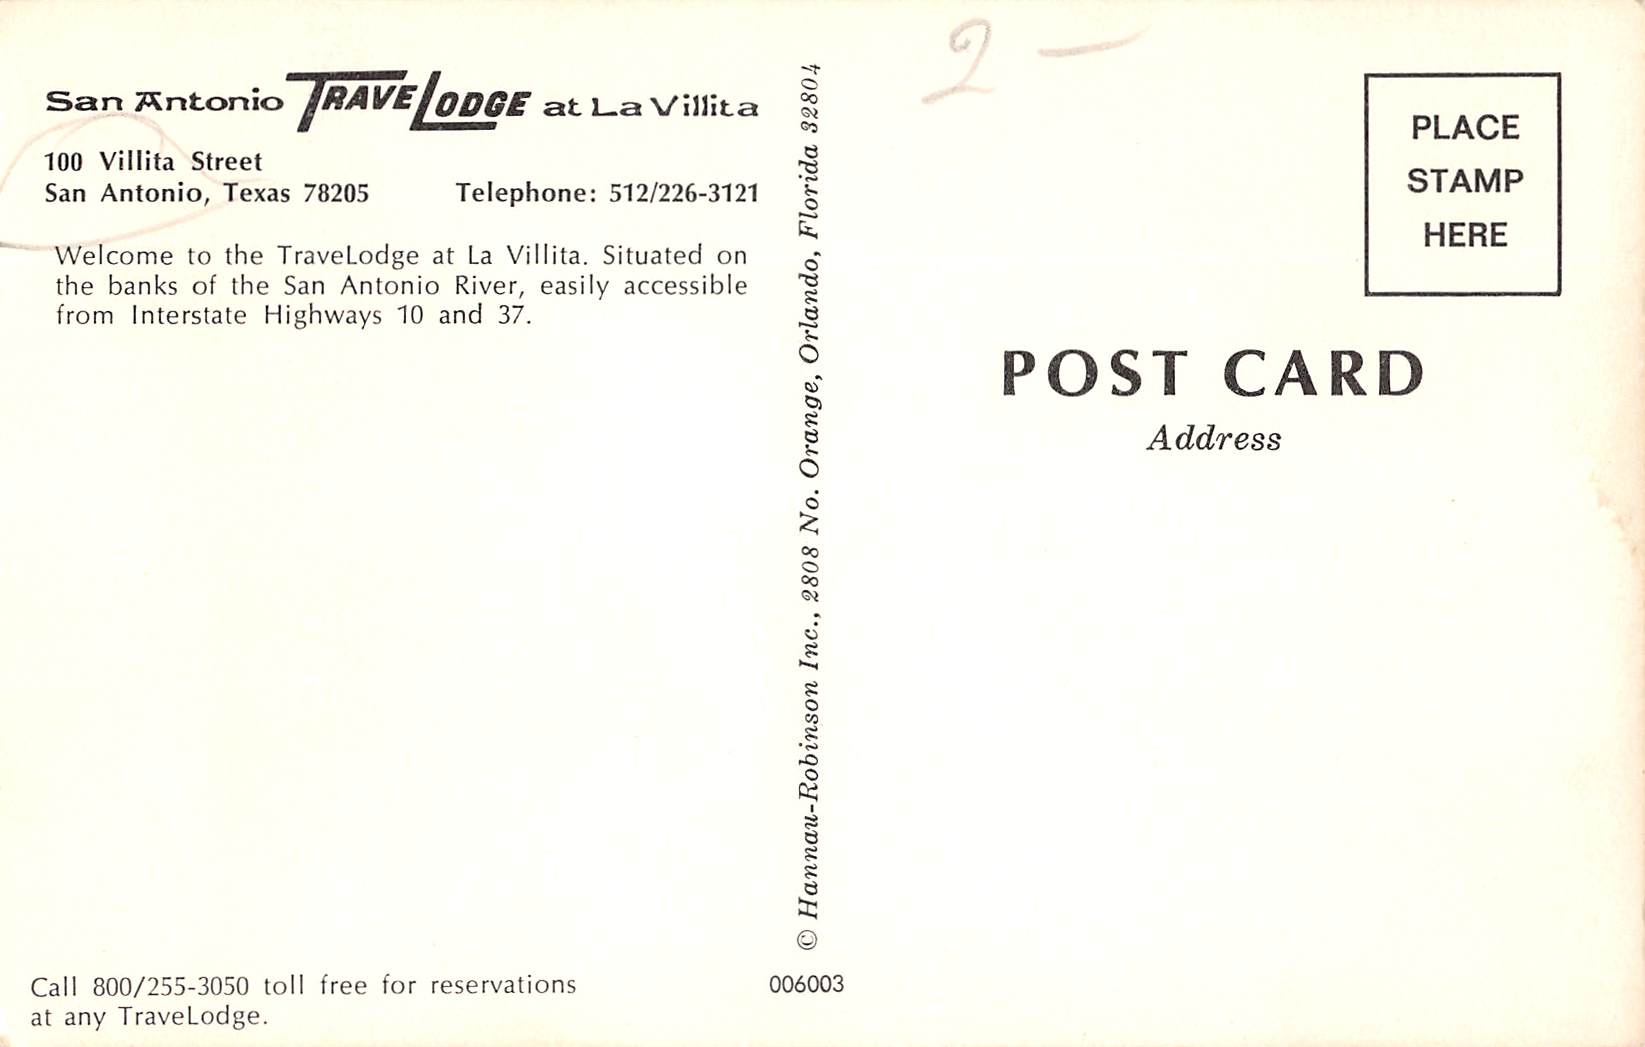 San Antonio TRAVELODGE at La Villita
100 Villita Street
San Antonio, Texas 78205 Telephone: 512/226-3121
Welcome to the TraveLodge at La Villita. Situated on
the banks of the San Antonio River, easily accessible
from Interstate Highways 10 and 37.
Call 800/255-3050 toll free for reservations
at any TraveLodge.
© Hannau-Robinson Inc., 2808 No. Orange, Orlando, Florida 32804
006003
2 —
PLACE
STAMP
HERE
POST CARD
Address